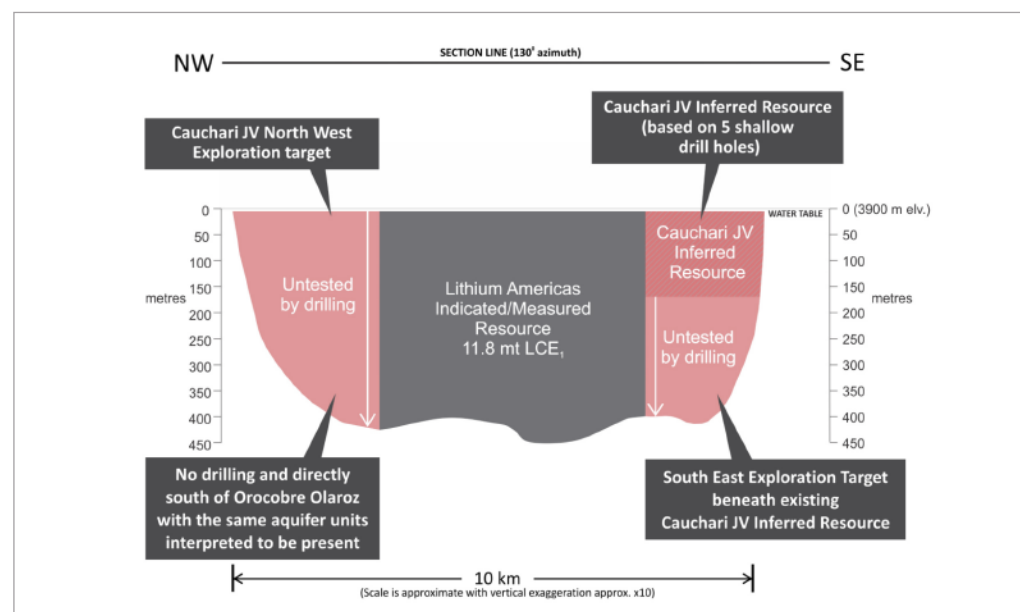 SECTION LINE (130° azimuth)
NW
SE
Cauchari JV North West
Exploration target
Cauchari JV Inferred Resource
(based on 5 shallow
drill holes)
0
50
100
150
200
250
300
350
400
450
metres
0 (3900 m elv.)
50
100
150
200
250
300
350
400
450
metres
WATER TABLE
Untested
by drilling
Lithium Americas
Indicated/Measured
Resource
11.8 mt LCE₁
Cauchari JV
Inferred
Resource
Untested
by drilling
No drilling and directly
south of Orocobre Olaroz
with the same aquifer units
interpreted to be present
South East Exploration Target
beneath existing
Cauchari JV Inferred Resource
10 km
(Scale is approximate with vertical exaggeration approx. x10)